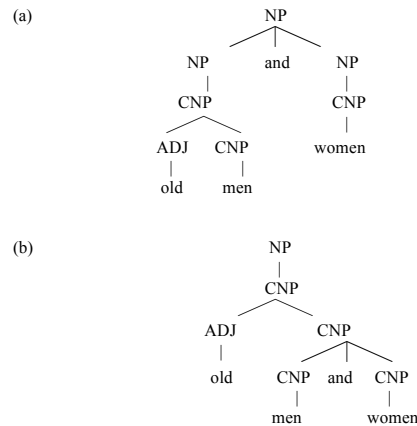 (a) NP
NP and NP
CNP CNP
ADJ CNP women
old men
(b) NP
CNP
ADJ CNP
old CNP and CNP
men women